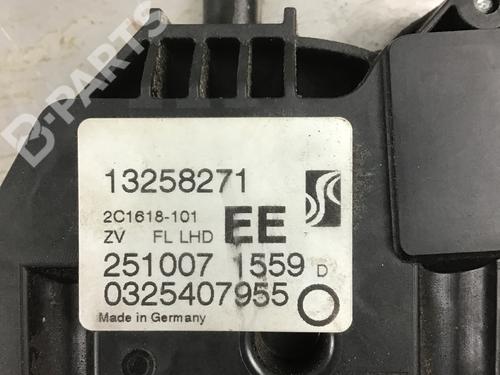 B-PARTS
13258271
2C1618-101
ZV FL LHD EE
251007 1559 D
0325407955
Made in Germany